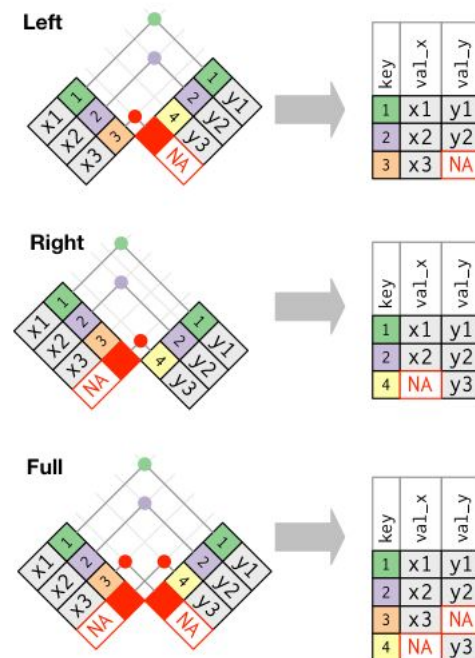 Left
x1 1
x2 2
x3 3
1 y1
2 y2
4 y3
NA
key val_x val_y
1 x1 y1
2 x2 y2
3 x3 NA
Right
x1 1
x2 2
x3 3
NA
1 y1
2 y2
4 y3
key val_x val_y
1 x1 y1
2 x2 y2
4 NA y3
Full
x1 1
x2 2
x3 3
NA
1 y1
2 y2
4 y3
NA
key val_x val_y
1 x1 y1
2 x2 y2
3 x3 NA
4 NA y3